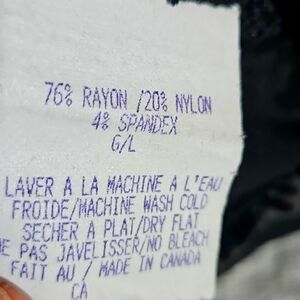 76% RAYON /20% NYLON
4% SPANDEX
G/L
LAVER A LA MACHINE A L'EAU
FROIDE/MACHINE WASH COLD
SECHER A PLAT/DRY FLAT
NE PAS JAVELISSER/NO BLEACH
FAIT AU / MADE IN CANADA
CA